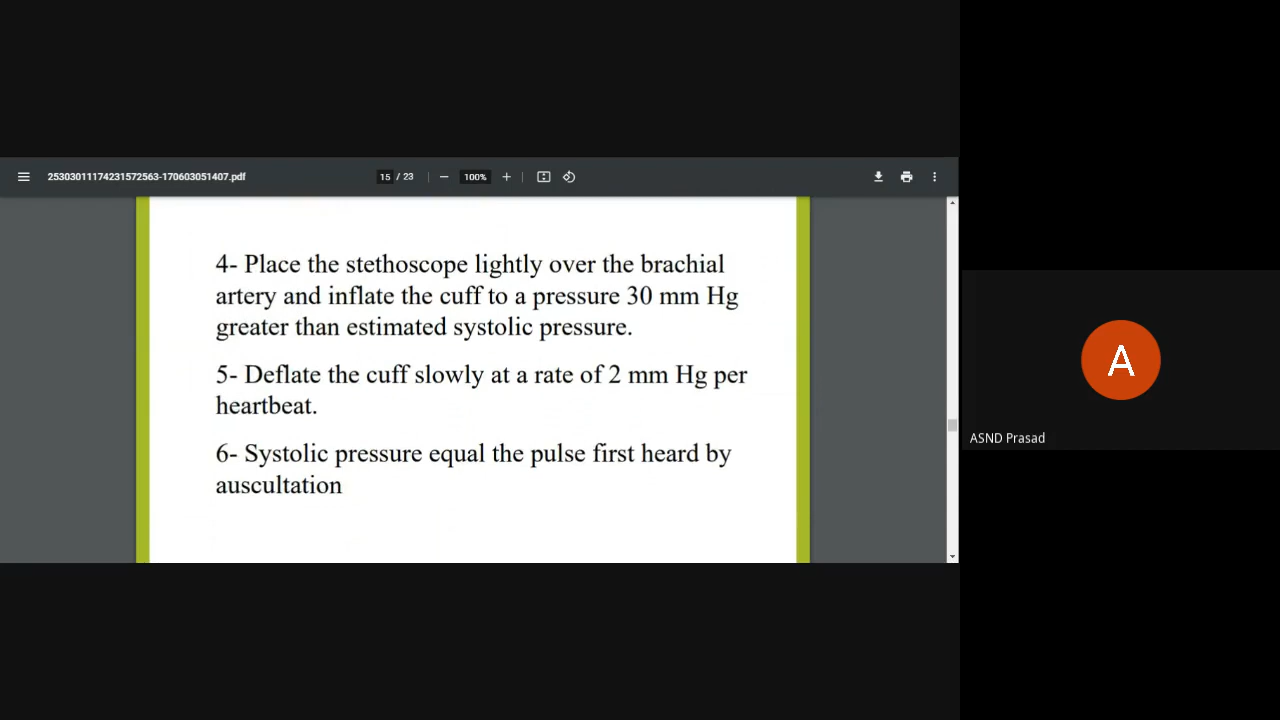 25303011174231572563-170603051407.pdf
15 / 23
100%
4- Place the stethoscope lightly over the brachial
artery and inflate the cuff to a pressure 30 mm Hg
greater than estimated systolic pressure.
5- Deflate the cuff slowly at a rate of 2 mm Hg per
heartbeat.
6- Systolic pressure equal the pulse first heard by
auscultation
A
ASND Prasad